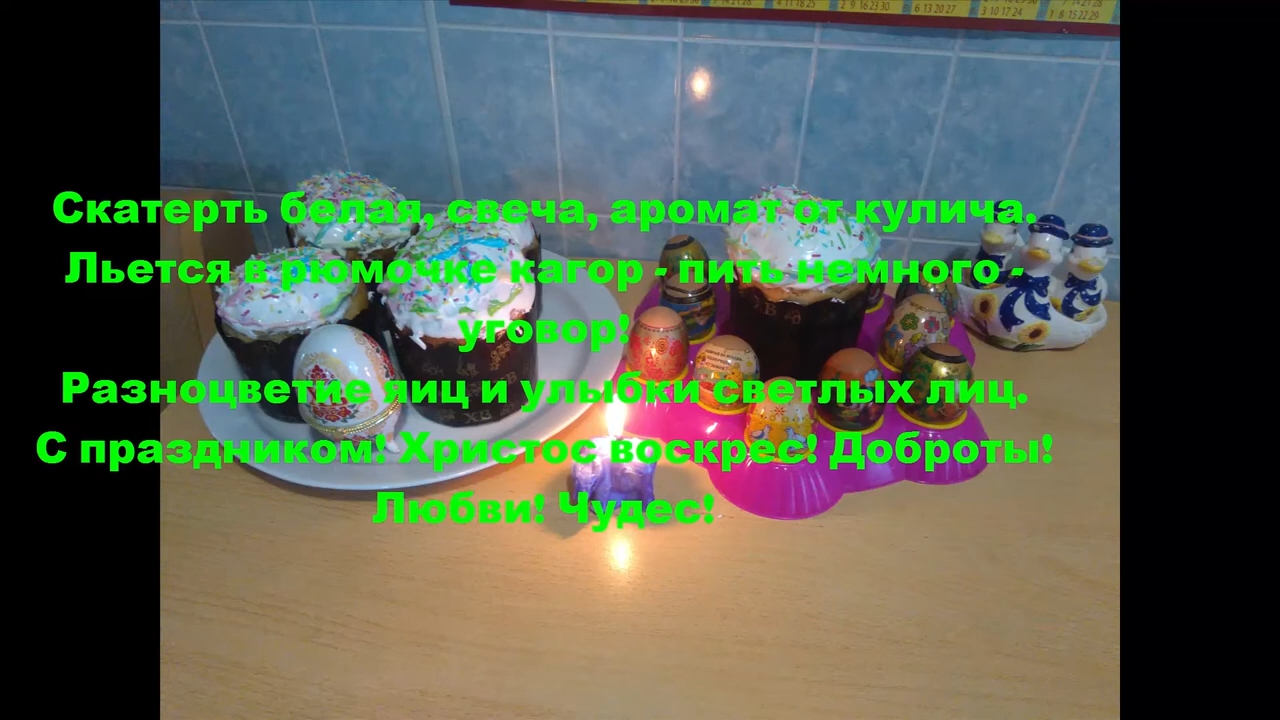 Скатерть белая, свеча, аромат от кулича.
Льется в рюмочке кагор - пить немного -
уговор!
Разноцветие яиц и улыбки светлых лиц.
С праздником! Христос воскрес! Доброты!
Любви! Чудес!
ХВ